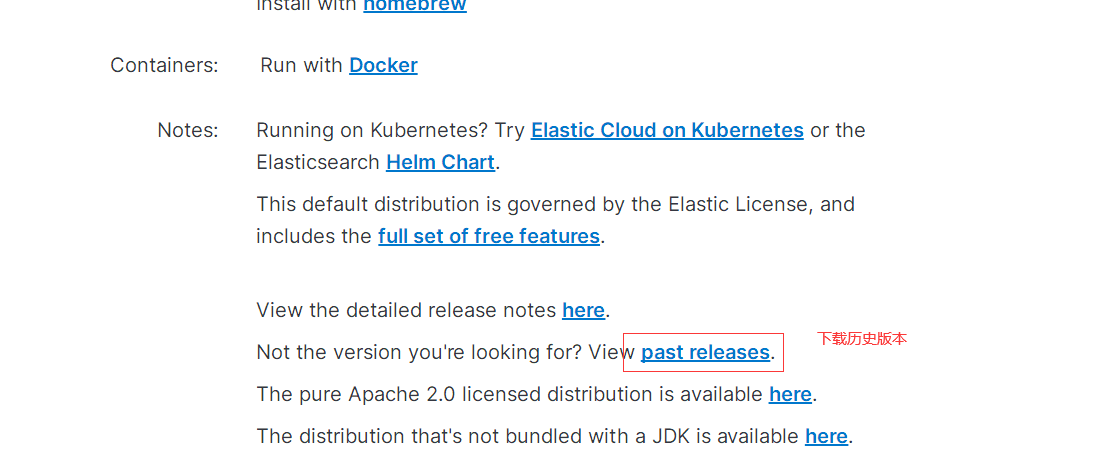 Install with homebrew
Containers: Run with Docker
Notes: Running on Kubernetes? Try Elastic Cloud on Kubernetes or the
Elasticsearch Helm Chart.
This default distribution is governed by the Elastic License, and
includes the full set of free features.
View the detailed release notes here.
Not the version you're looking for? View past releases.
下载历史版本
The pure Apache 2.0 licensed distribution is available here.
The distribution that's not bundled with a JDK is available here.